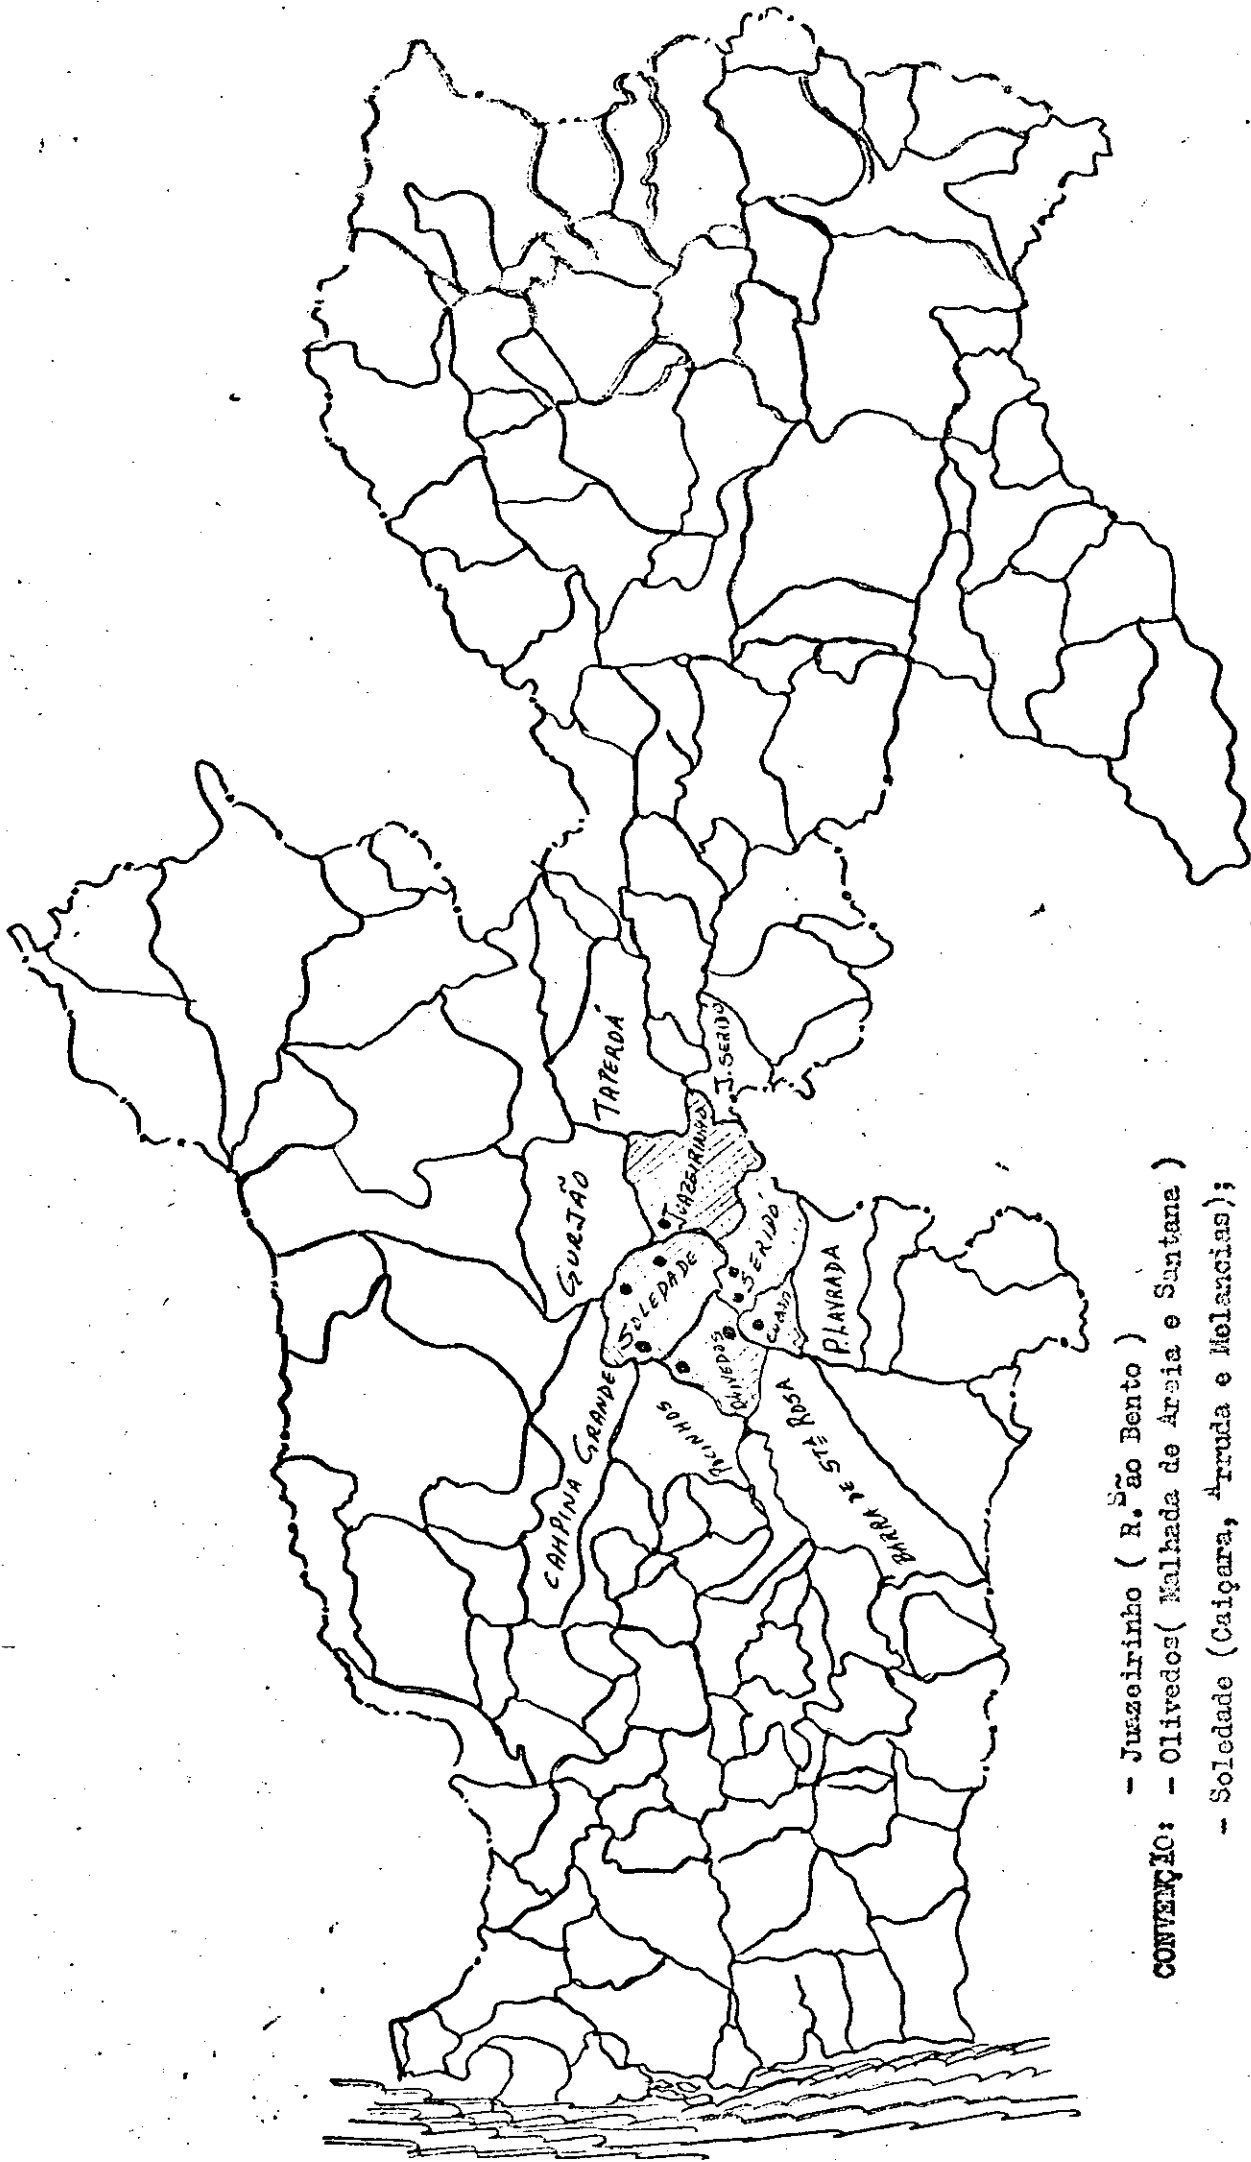 TAPEROÁ
J. SERIDÓ
JUAZEIRINHO
GURJÃO
SOLEDADE
SERIDÓ
P. LAVRADA
OLIVEDOS
CAMPINA GRANDE
POCINHOS
BARRA DE STA ROSA
- Juazeirinho ( R. São Bento )
CONVENÇÃO: - Olivedos( Malhada de Areia e Santana )
- Soledade (Caiçara, Arruda e Melancias);